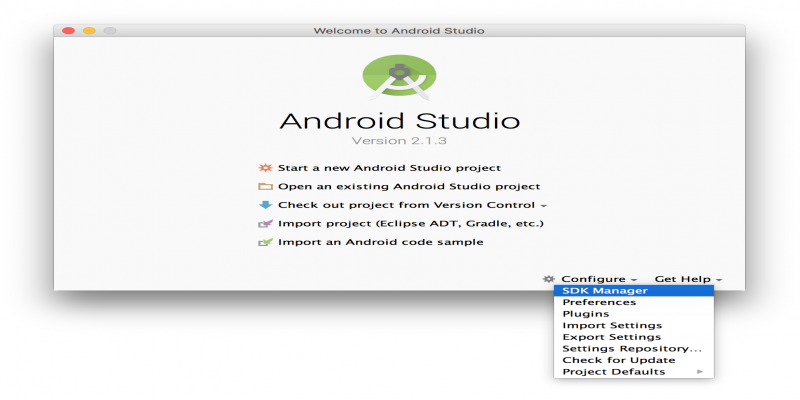 Welcome to Android Studio
Android Studio
Version 2.1.3
Start a new Android Studio project
Open an existing Android Studio project
Check out project from Version Control
Import project (Eclipse ADT, Gradle, etc.)
Import an Android code sample
Configure Get Help
SDK Manager
Preferences
Plugins
Import Settings
Export Settings
Settings Repository...
Check for Update
Project Defaults